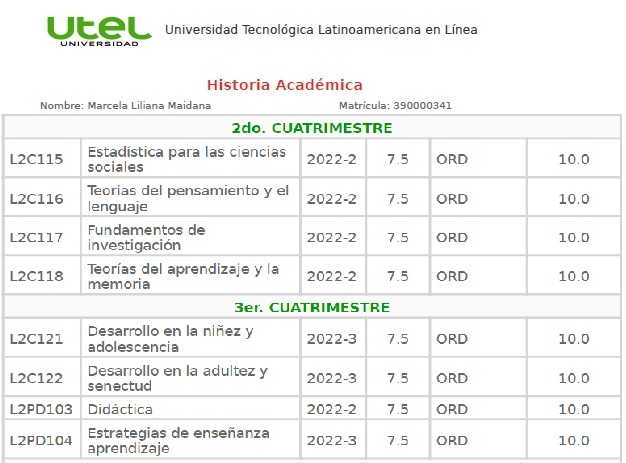 UTEL
UNIVERSIDAD
Universidad Tecnológica Latinoamericana en Línea
Historia Académica
Nombre: Marcela Liliana Maidana Matrícula: 390000341
2do. CUATRIMESTRE
L2C115 Estadística para las ciencias sociales 2022-2 7.5 ORD 10.0
L2C116 Teorías del pensamiento y el lenguaje 2022-2 7.5 ORD 10.0
L2C117 Fundamentos de investigación 2022-2 7.5 ORD 10.0
L2C118 Teorías del aprendizaje y la memoria 2022-2 7.5 ORD 10.0
3er. CUATRIMESTRE
L2C121 Desarrollo en la niñez y adolescencia 2022-3 7.5 ORD 10.0
L2C122 Desarrollo en la adultez y senectud 2022-3 7.5 ORD 10.0
L2PD103 Didáctica 2022-2 7.5 ORD 10.0
L2PD104 Estrategias de enseñanza aprendizaje 2022-3 7.5 ORD 10.0